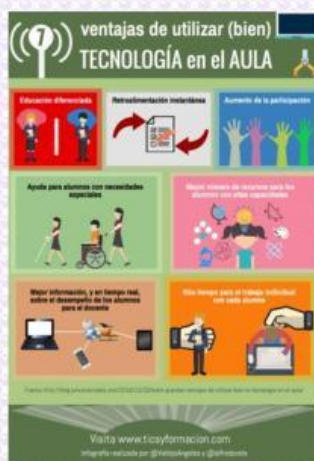 7
ventajas de utilizar (bien)
TECNOLOGÍA en el AULA
Educación diferenciada
Retroalimentación instantánea
Aumento de la participación
Ayuda para alumnos con necesidades
especiales
Mayor número de recursos para los
alumnos con altas capacidades
Mejor información, y en tiempo real,
sobre el desempeño de los alumnos
para el docente
Más tiempo para el trabajo individual
con cada alumno
Visita www.ticsyformacion.com